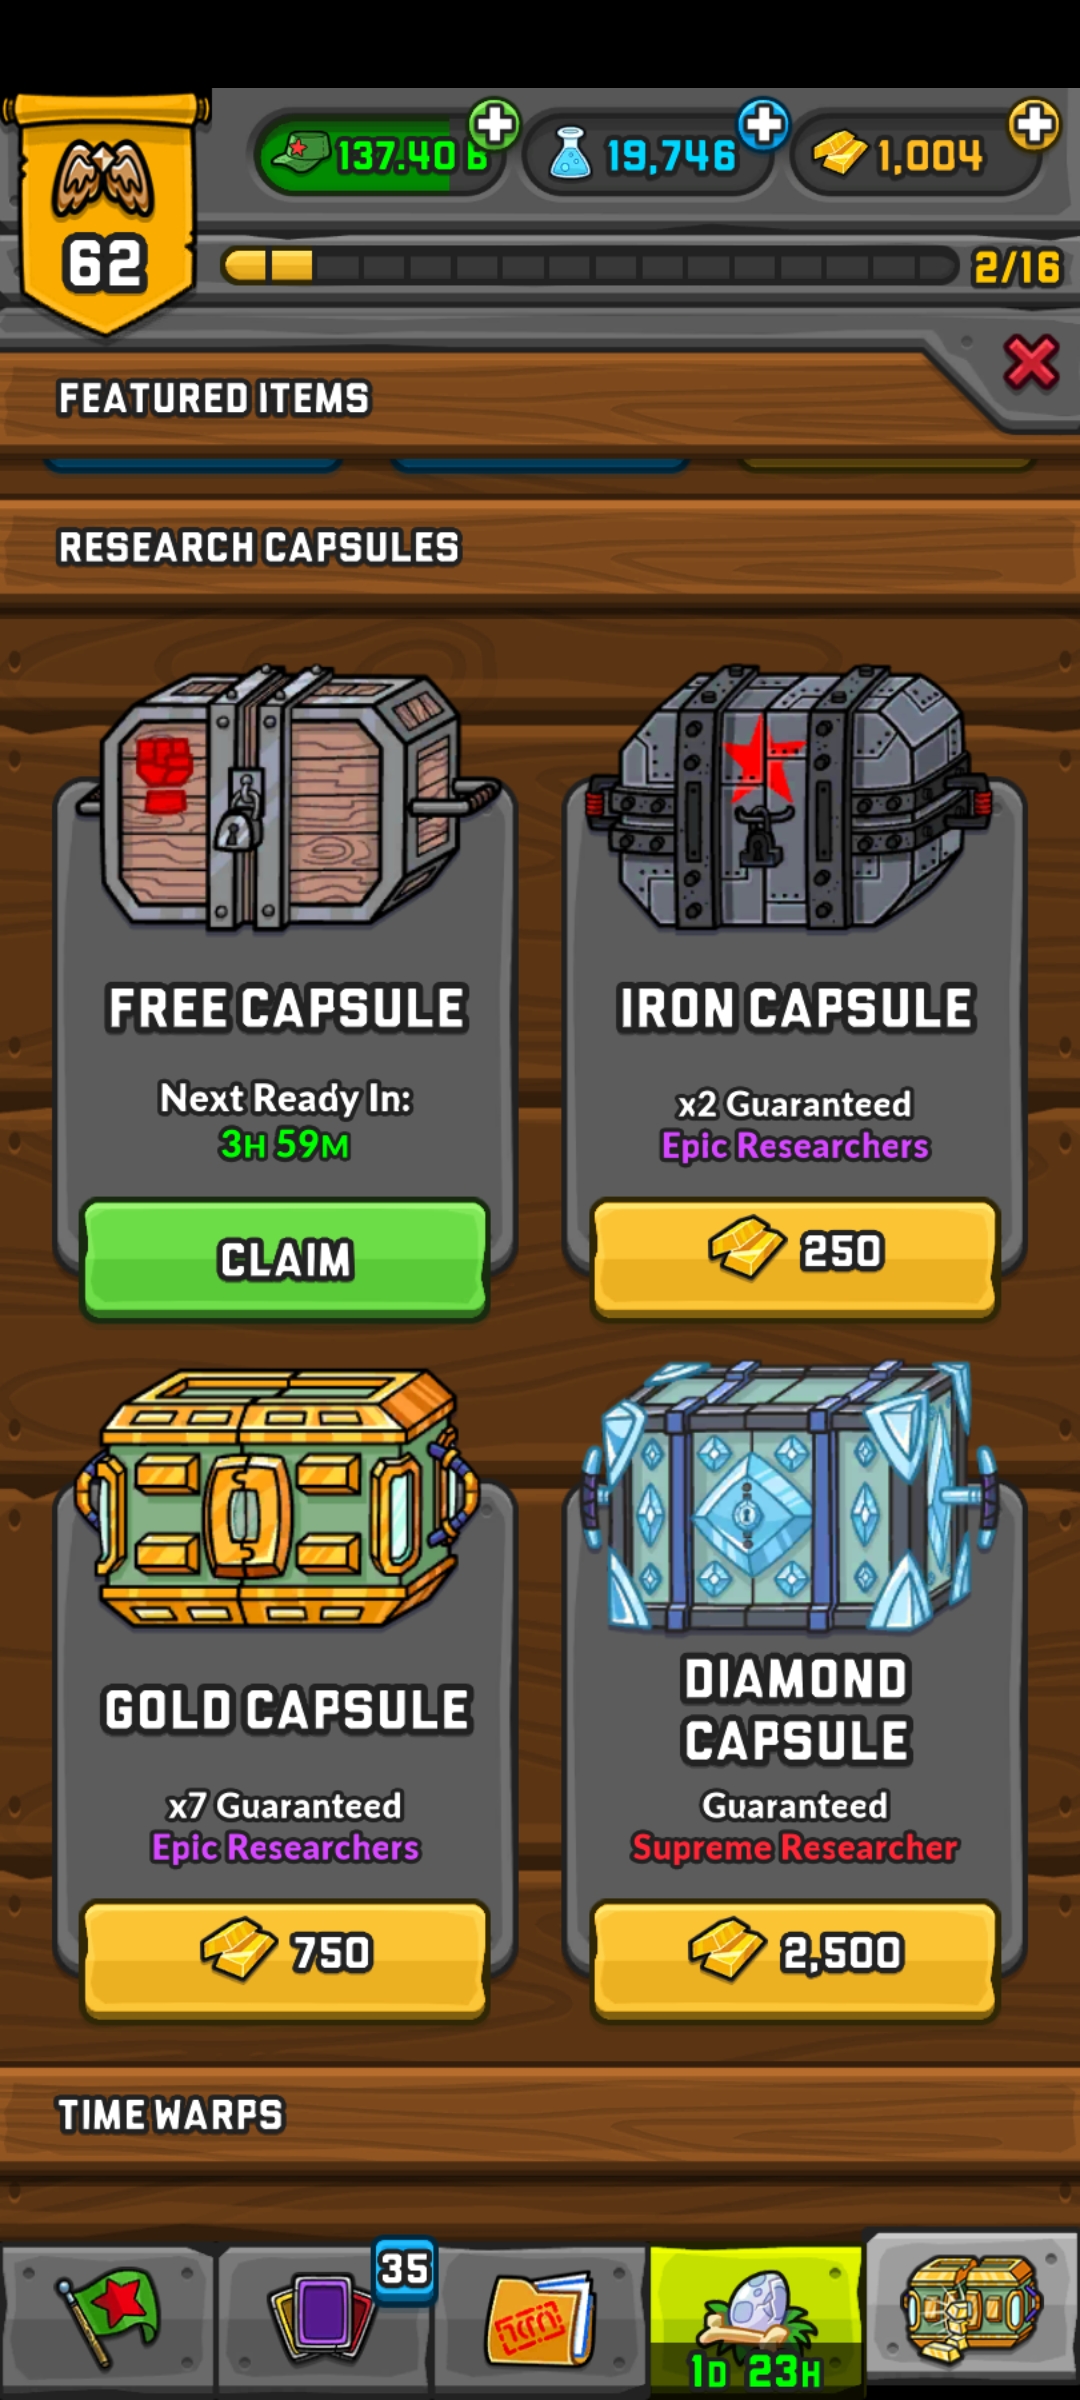 137.40 B
19,746
1,004
62
2/16
FEATURED ITEMS
RESEARCH CAPSULES
FREE CAPSULE
Next Ready In:
3H 59M
CLAIM
IRON CAPSULE
x2 Guaranteed
Epic Researchers
250
GOLD CAPSULE
x7 Guaranteed
Epic Researchers
750
DIAMOND
CAPSULE
Guaranteed
Supreme Researcher
2,500
TIME WARPS
35
1D 23H